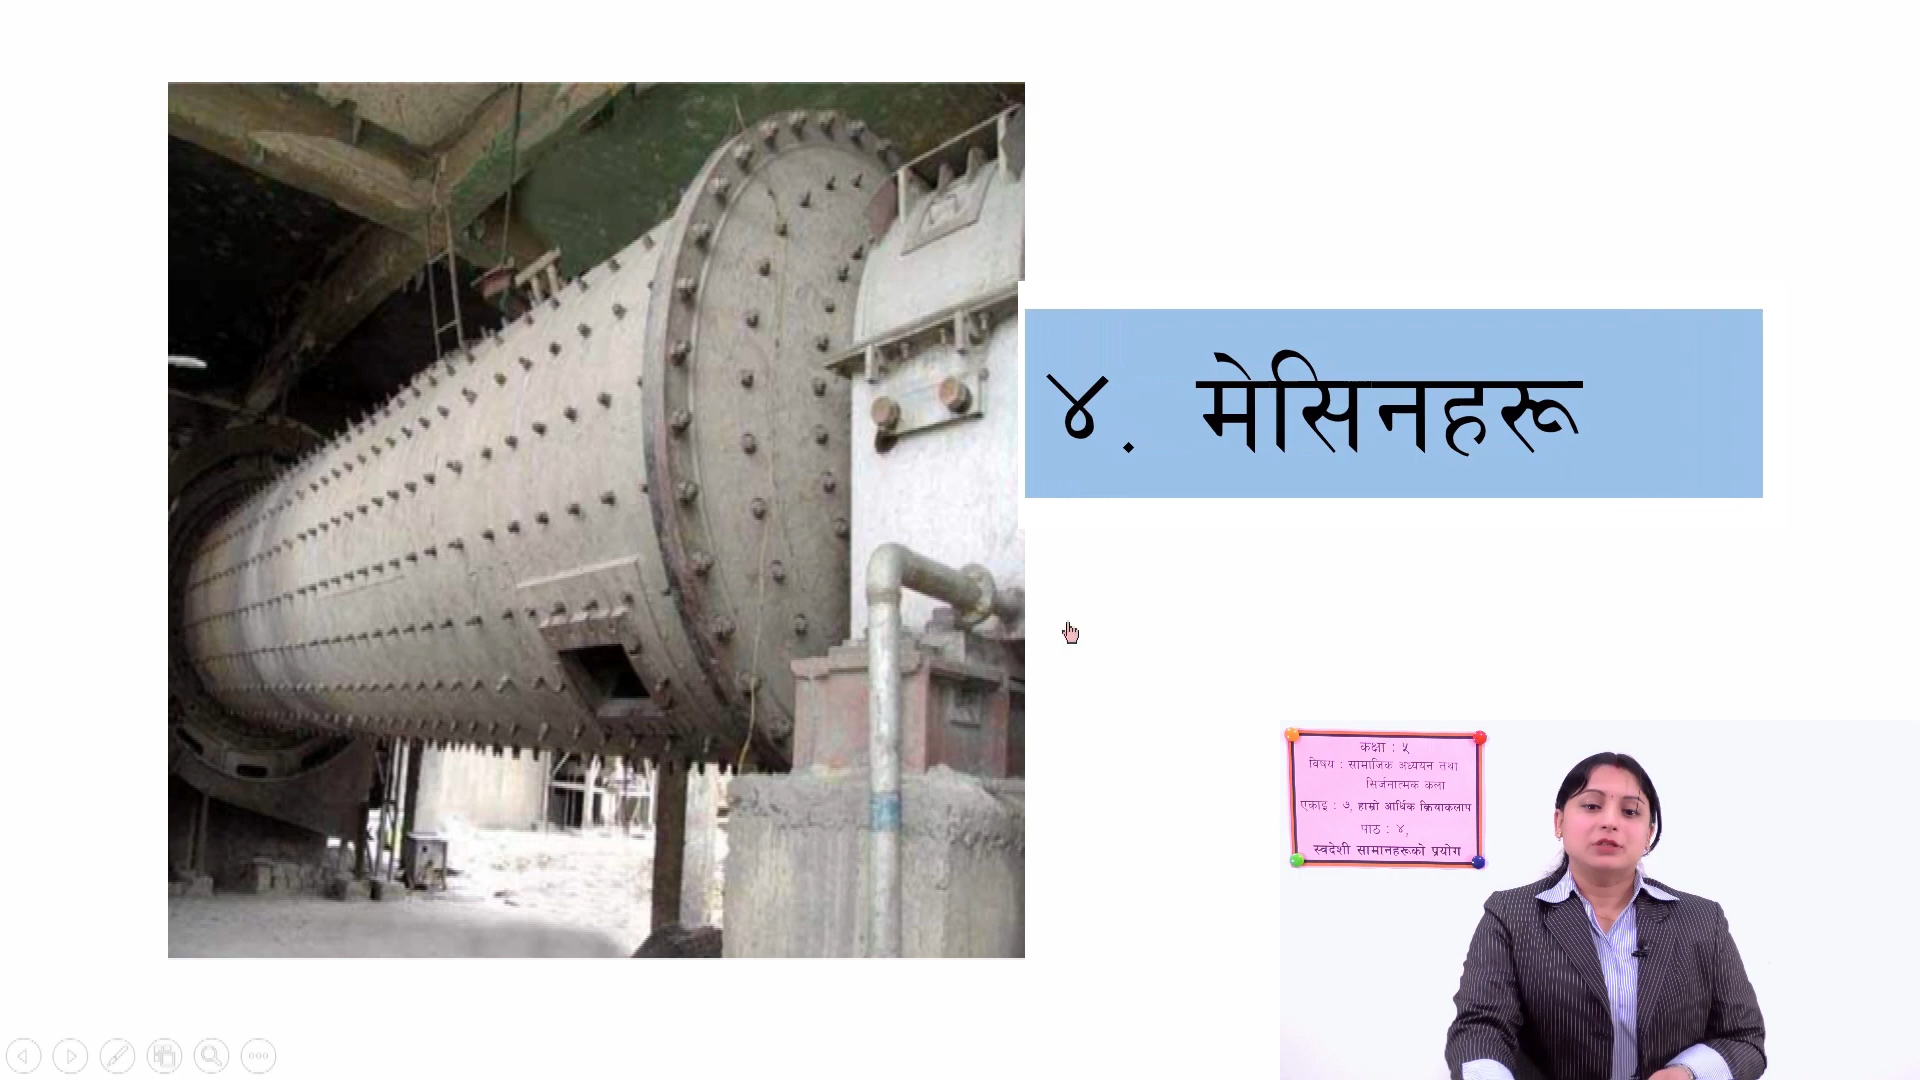 ४. मेसिनहरू
कक्षा : ५
विषय : सामाजिक अध्ययन तथा
सिर्जनात्मक कला
एकाइ : ७, हाम्रो आर्थिक क्रियाकलाप
पाठ : ४,
स्वदेशी सामानहरूको प्रयोग